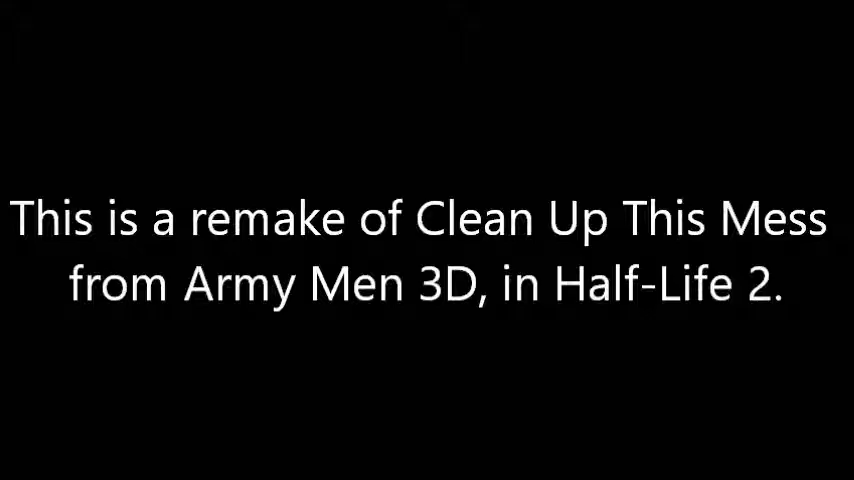 This is a remake of Clean Up This Mess
from Army Men 3D, in Half-Life 2.